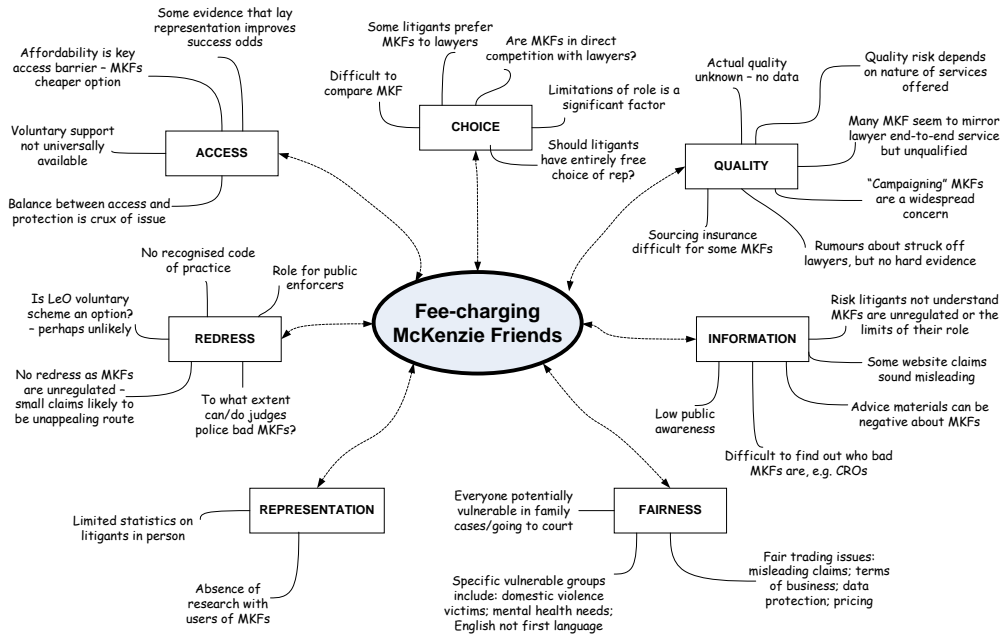 Some evidence that lay
representation improves
success odds
Affordability is key
access barrier – MKFs
cheaper option
Voluntary support
not universally
available
ACCESS
Balance between access and
protection is crux of issue
Some litigants prefer
MKFs to lawyers
Are MKFs in direct
competition with lawyers?
Difficult to
compare MKF
Limitations of role is a
significant factor
CHOICE
Should litigants
have entirely free
choice of rep?
Actual quality
unknown – no data
Quality risk depends
on nature of services
offered
Many MKF seem to mirror
lawyer end-to-end service
but unqualified
QUALITY
“Campaigning” MKFs
are a widespread
concern
Sourcing insurance
difficult for some MKFs
Rumours about struck off
lawyers, but no hard evidence
No recognised code
of practice
Role for public
enforcers
Is LeO voluntary
scheme an option?
– perhaps unlikely
REDRESS
No redress as MKFs
are unregulated –
small claims likely to
be unappealing route
To what extent
can/do judges
police bad MKFs?
Fee-charging
McKenzie Friends
Risk litigants not understand
MKFs are unregulated or the
limits of their role
INFORMATION
Some website claims
sound misleading
Low public
awareness
Advice materials can be
negative about MKFs
Difficult to find out who bad
MKFs are, e.g. CROs
REPRESENTATION
Limited statistics on
litigants in person
Absence of
research with
users of MKFs
Everyone potentially
vulnerable in family
cases/going to court
FAIRNESS
Specific vulnerable groups
include: domestic violence
victims; mental health needs;
English not first language
Fair trading issues:
misleading claims; terms
of business; data
protection; pricing